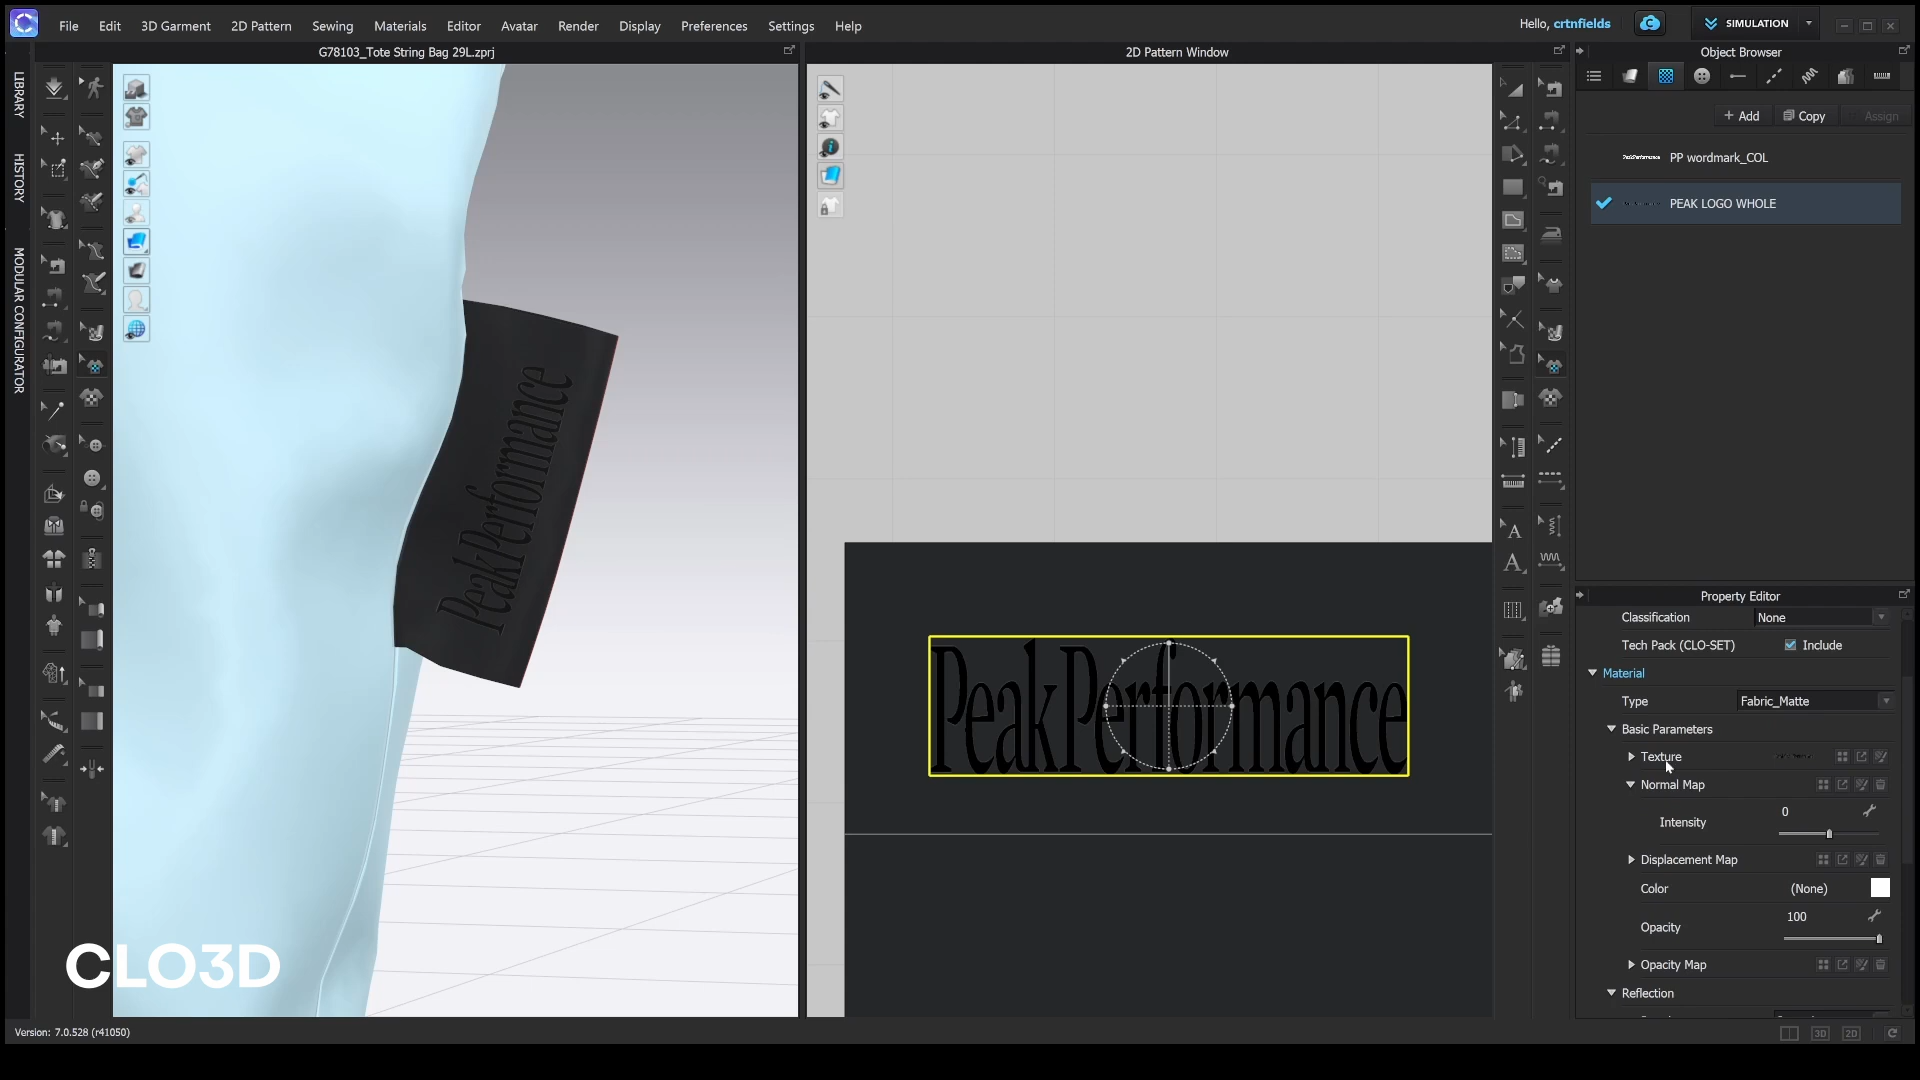 File Edit 3D Garment 2D Pattern Sewing Materials Editor Avatar Render Display Preferences Settings Help
Hello, crtnfields
SIMULATION
G78103_Tote String Bag 29L.zprj
2D Pattern Window
Object Browser
LIBRARY
HISTORY
MODULAR CONFIGURATOR
+ Add
Copy
Assign
PeakPerformance
PP wordmark_COL
PEAK LOGO WHOLE
PeakPerformance
PeakPerformance
A
A
Property Editor
Classification None
Tech Pack (CLO-SET) Include
Material
Type Fabric_Matte
Basic Parameters
Texture
Normal Map
Intensity 0
Displacement Map
Color (None)
Opacity 100
Opacity Map
Reflection
CLO3D
Version: 7.0.528 (r41050)
3D
2D